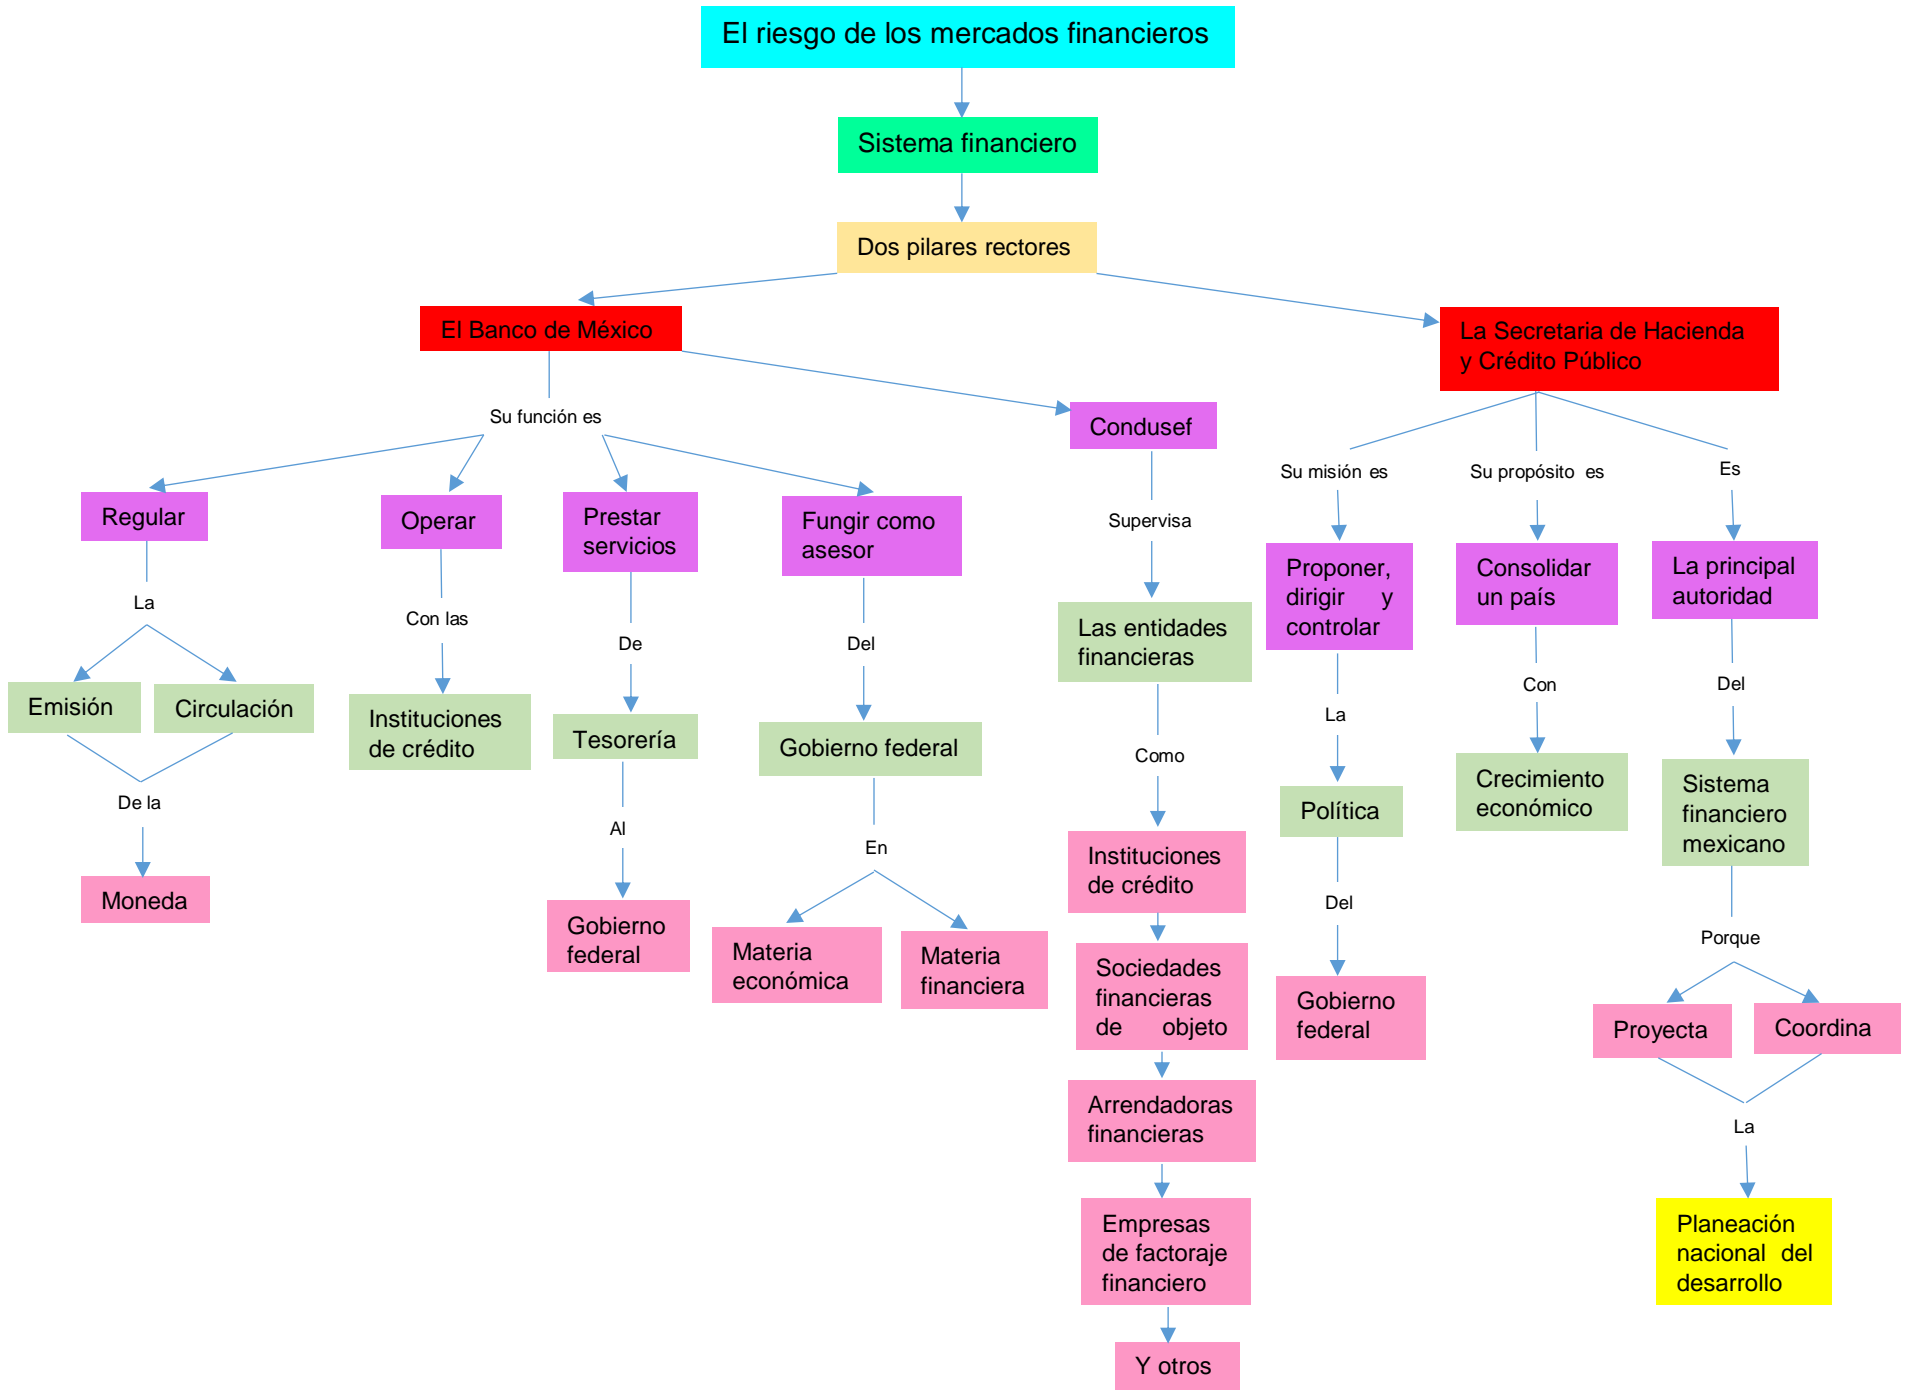 El riesgo de los mercados financieros
Sistema financiero
Dos pilares rectores
El Banco de México
La Secretaria de Hacienda
y Crédito Público
Su función es
Condusef
Su misión es
Su propósito es
Es
Regular
Operar
Prestar
servicios
Fungir como
asesor
Supervisa
Proponer,
dirigir y
controlar
Consolidar
un país
La principal
autoridad
La
Con las
De
Del
Las entidades
financieras
La
Con
Del
Emisión
Circulación
Instituciones
de crédito
Tesorería
Gobierno federal
Como
Política
Crecimiento
económico
Sistema
financiero
mexicano
De la
Al
En
Instituciones
de crédito
Del
Porque
Moneda
Gobierno
federal
Materia
económica
Materia
financiera
Sociedades
financieras
de objeto
Gobierno
federal
Proyecta
Coordina
Arrendadoras
financieras
La
Empresas
de factoraje
financiero
Planeación
nacional del
desarrollo
Y otros